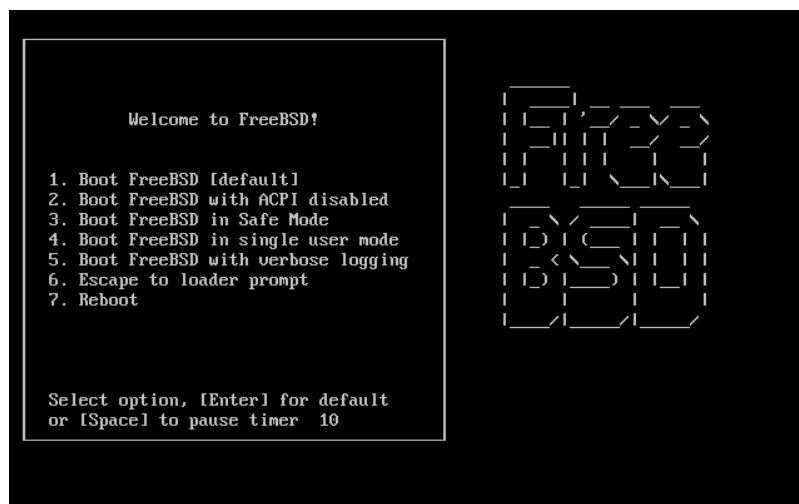 Welcome to FreeBSD!
1. Boot FreeBSD [default]
2. Boot FreeBSD with ACPI disabled
3. Boot FreeBSD in Safe Mode
4. Boot FreeBSD in single user mode
5. Boot FreeBSD with verbose logging
6. Escape to loader prompt
7. Reboot
Select option, [Enter] for default
or [Space] to pause timer  10
Free
BSD